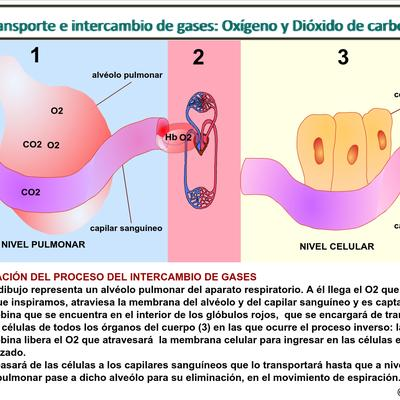 ansporte e intercambio de gases: Oxígeno y Dióxido de carbo
1
2
3
alvéolo pulmonar
O2
CO2 O2
Hb O2
CO2
capilar sanguíneo
NIVEL PULMONAR
NIVEL CELULAR
ACIÓN DEL PROCESO DEL INTERCAMBIO DE GASES
dibujo representa un alvéolo pulmonar del aparato respiratorio. A él llega el O2 que
ue inspiramos, atraviesa la membrana del alvéolo y del capilar sanguíneo y es capta
bina que se encuentra en el interior de los glóbulos rojos, que se encargará de tran
células de todos los órganos del cuerpo (3) en las que ocurre el proceso inverso: la
bina libera el O2 que atravesará la membrana celular para ingresar en las células e
zado.
asará de las células a los capilares sanguíneos que lo transportará hasta que a nive
pulmonar pase a dicho alvéolo para su eliminación, en el movimiento de espiración.